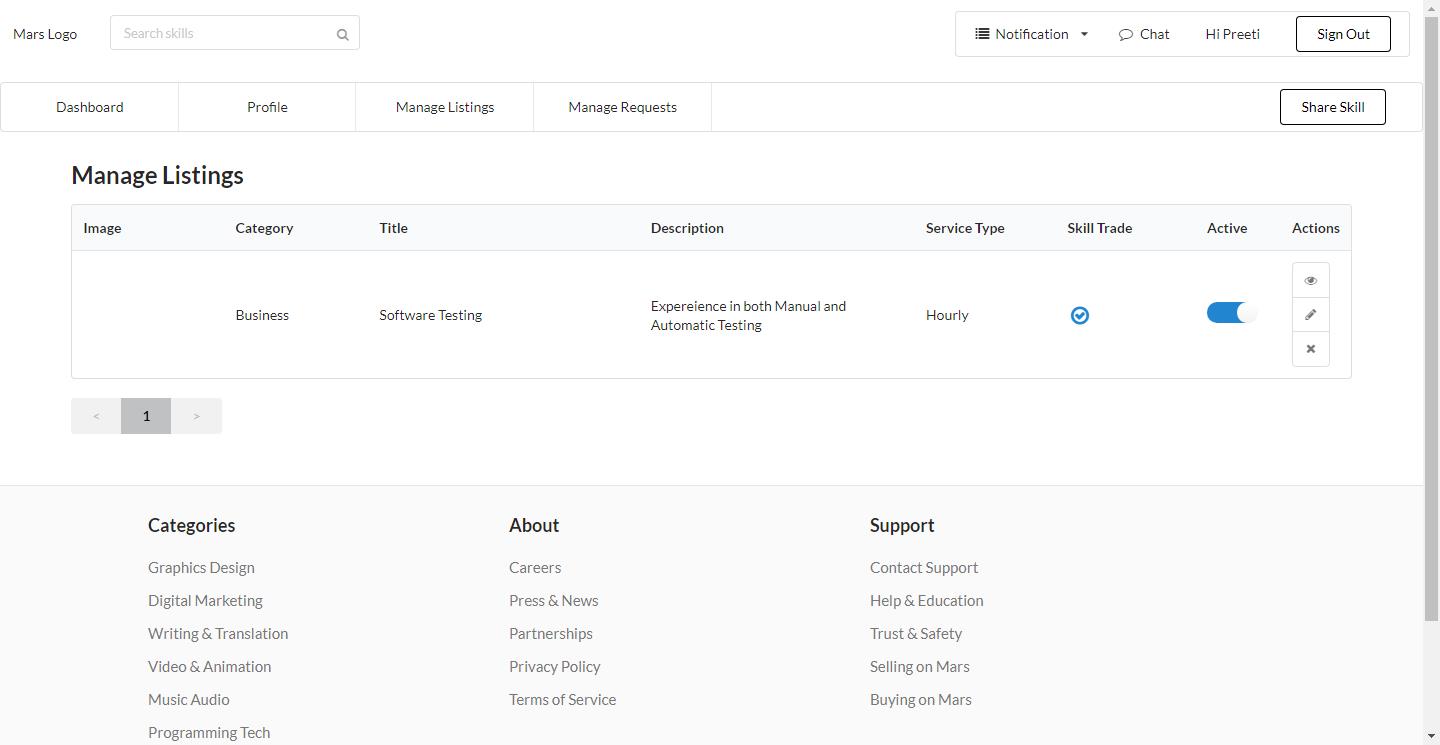 Mars Logo
Search skills
Notification
Chat
Hi Preeti
Sign Out
Dashboard
Profile
Manage Listings
Manage Requests
Share Skill
Manage Listings
Image Category Title Description Service Type Skill Trade Active Actions
Business Software Testing Expereience in both Manual and Hourly
Automatic Testing
< 1 >
Categories About Support
Graphics Design Careers Contact Support
Digital Marketing Press & News Help & Education
Writing & Translation Partnerships Trust & Safety
Video & Animation Privacy Policy Selling on Mars
Music Audio Terms of Service Buying on Mars
Programming Tech